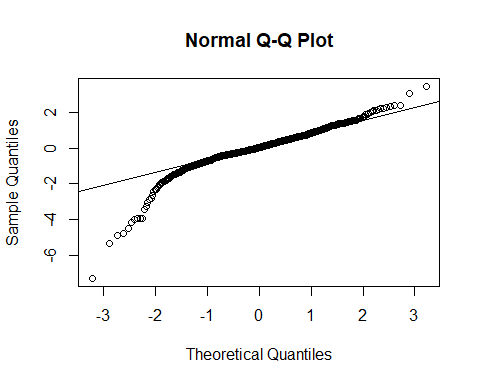 Normal Q-Q Plot
Sample Quantiles
2
0
-2
-4
-6
-3 -2 -1 0 1 2 3
Theoretical Quantiles